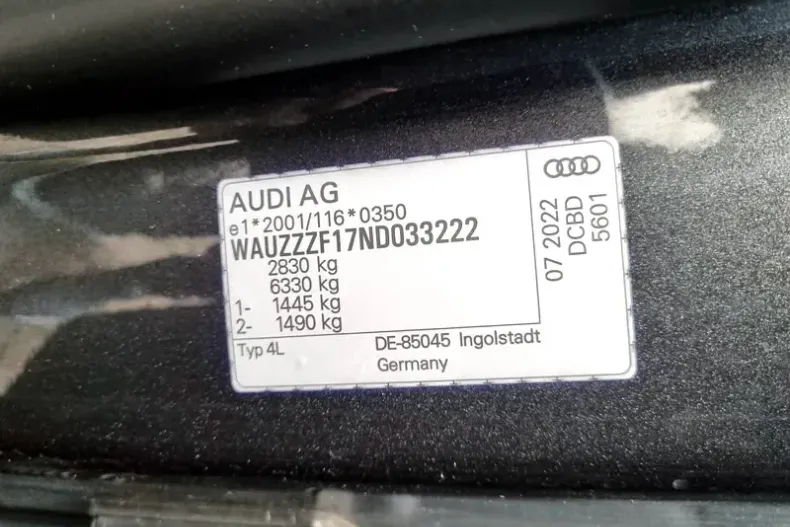 AUDI AG
e1*2001/116*0350
WAUZZZF17ND033222
2830 kg
6330 kg
1- 1445 kg
2- 1490 kg
Typ 4L
DE-85045 Ingolstadt
Germany
07 2022
DCBD
5601